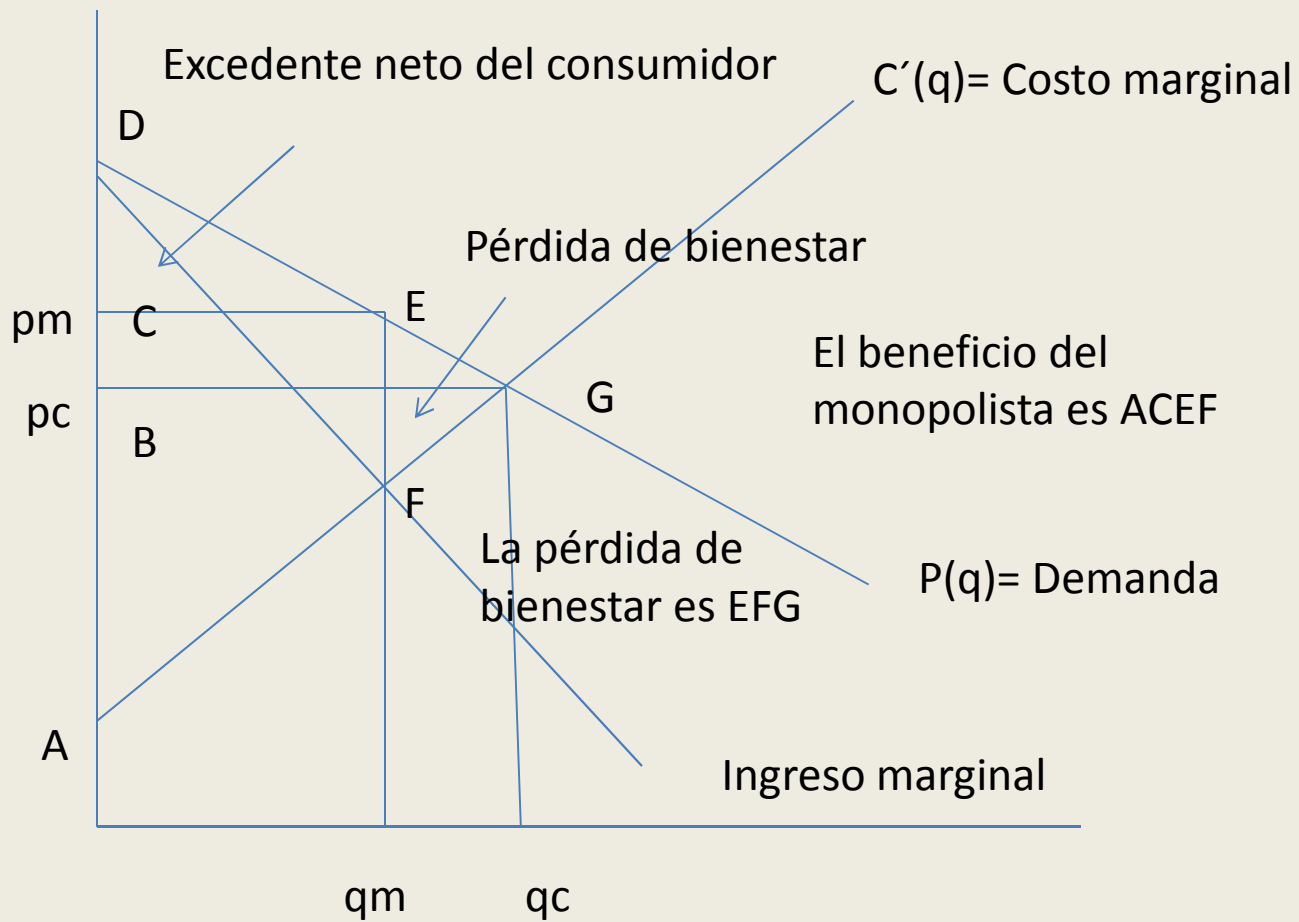 Excedente neto del consumidor
C´(q)= Costo marginal
D
Pérdida de bienestar
pm
C
E
El beneficio del
monopolista es ACEF
pc
B
G
F
La pérdida de
bienestar es EFG
P(q)= Demanda
A
Ingreso marginal
qm
qc